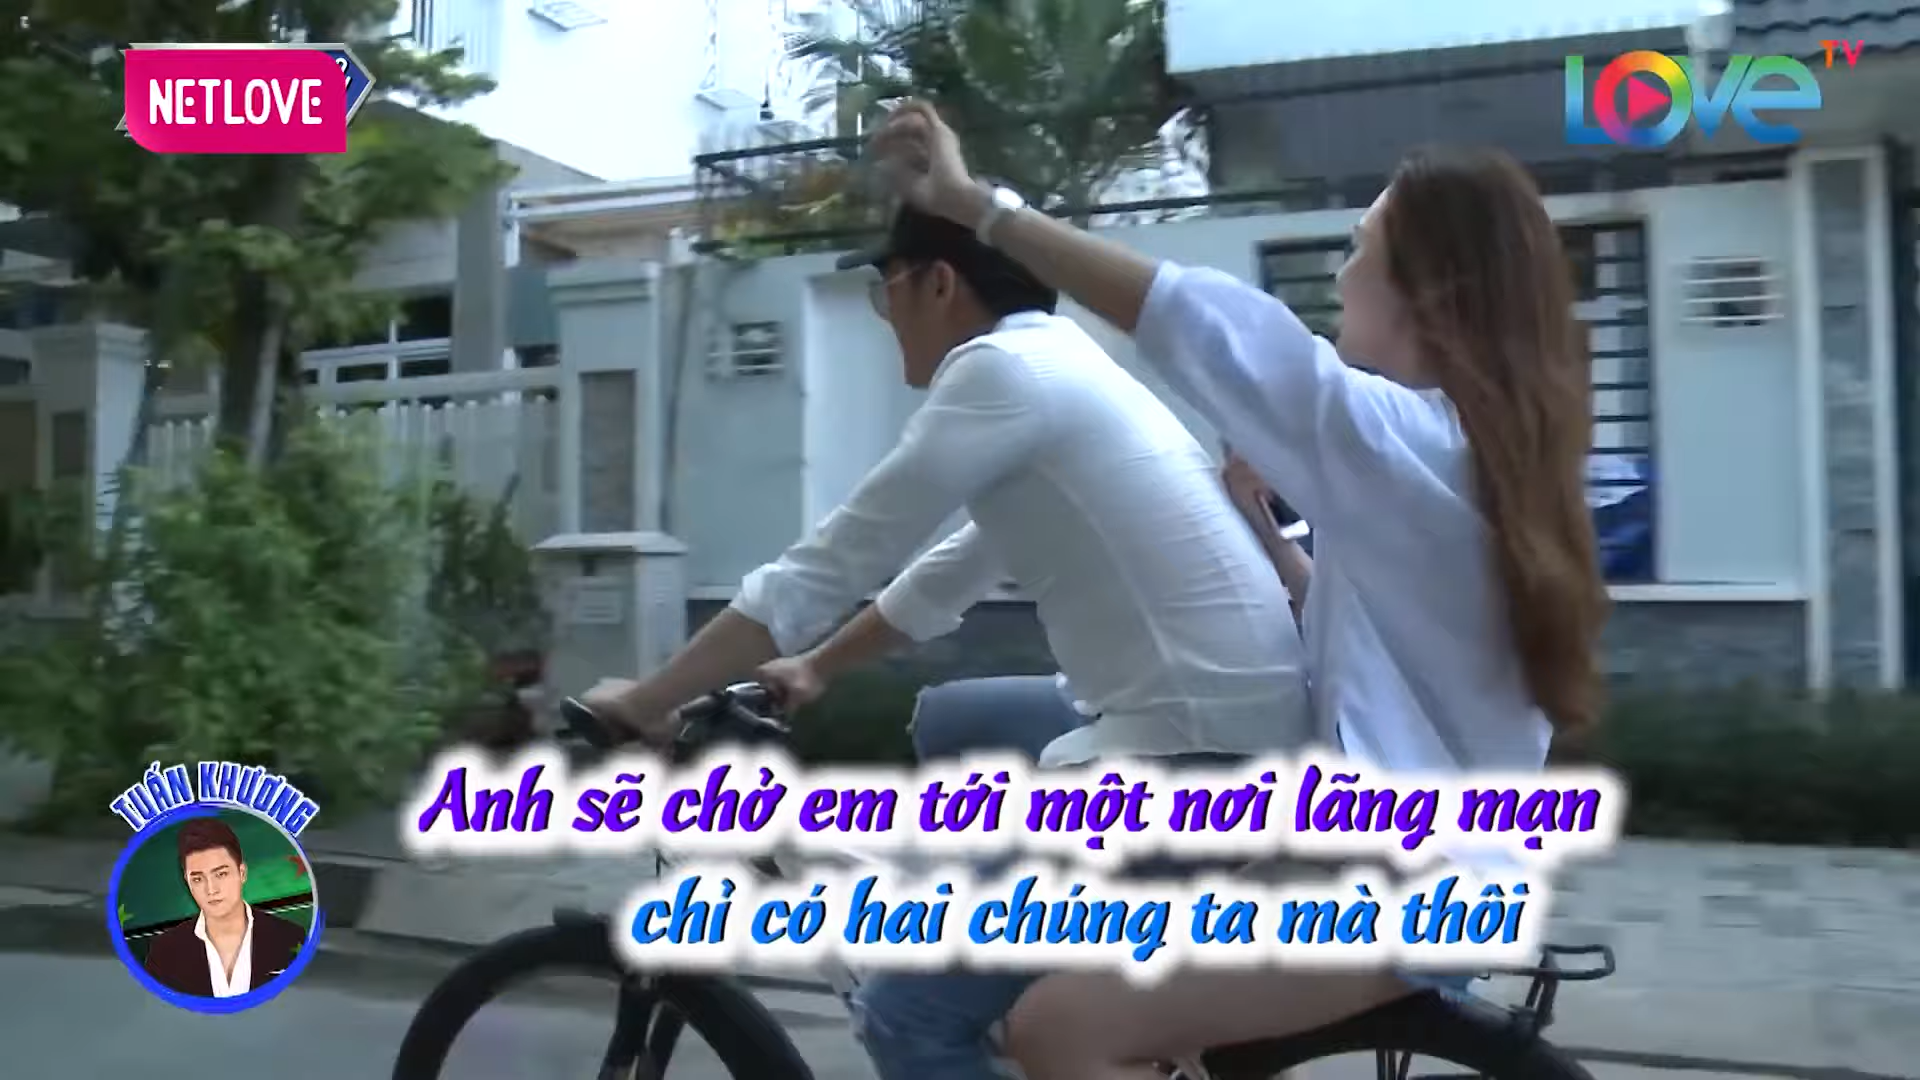 NETLOVE
LOVE TV
Anh sẽ chở em tới một nơi lãng mạn
chỉ có hai chúng ta mà thôi
TUẤN KHƯƠNG